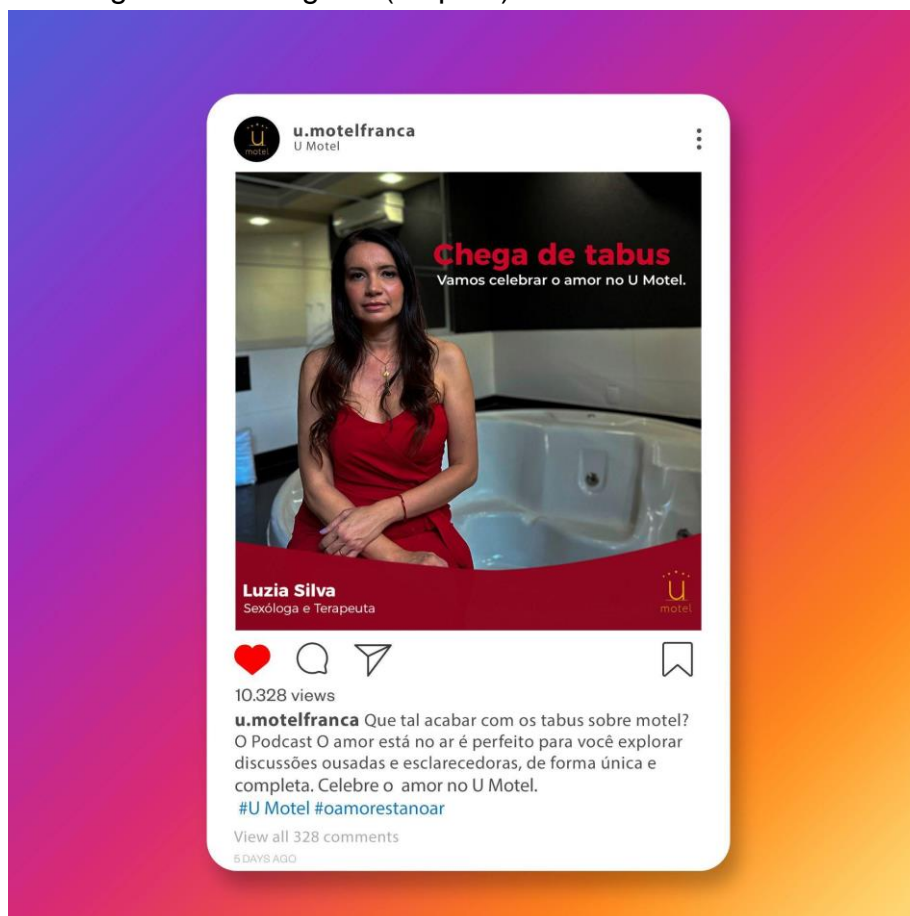 u
motel
u.motelfranca
U Motel
Chega de tabus
Vamos celebrar o amor no U Motel.
Luzia Silva
Sexóloga e Terapeuta
u
motel
10.328 views
u.motelfranca Que tal acabar com os tabus sobre motel?
O Podcast O amor está no ar é perfeito para você explorar
discussões ousadas e esclarecedoras, de forma única e
completa. Celebre o amor no U Motel.
#U Motel #oamorestanoar
View all 328 comments
5 DAYS AGO